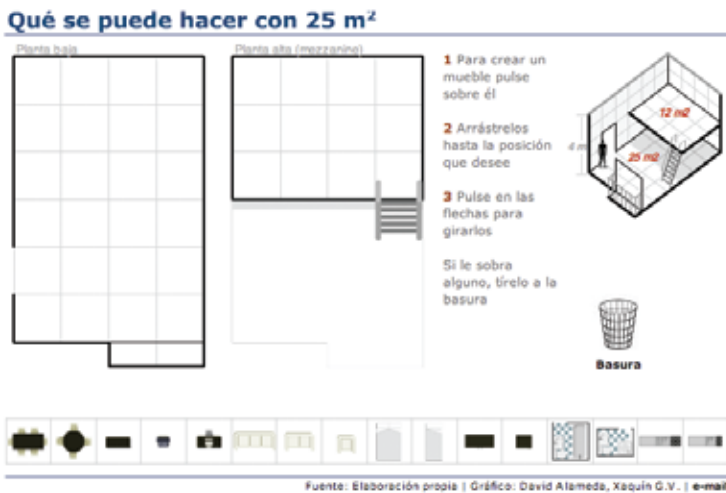 Qué se puede hacer con 25 m²
Planta baja
Planta alta (mezzanine)
1 Para crear un
mueble pulse
sobre él
2 Arrástrelos
hasta la posición
que desee
3 Pulse en las
flechas para
girarlos
Si le sobra
alguno, tírelo a la
basura
12 m2
4 m
25 m2
Basura
Fuente: Elaboración propia | Gráfico: David Alameda, Xaquín G.V. | e-mail